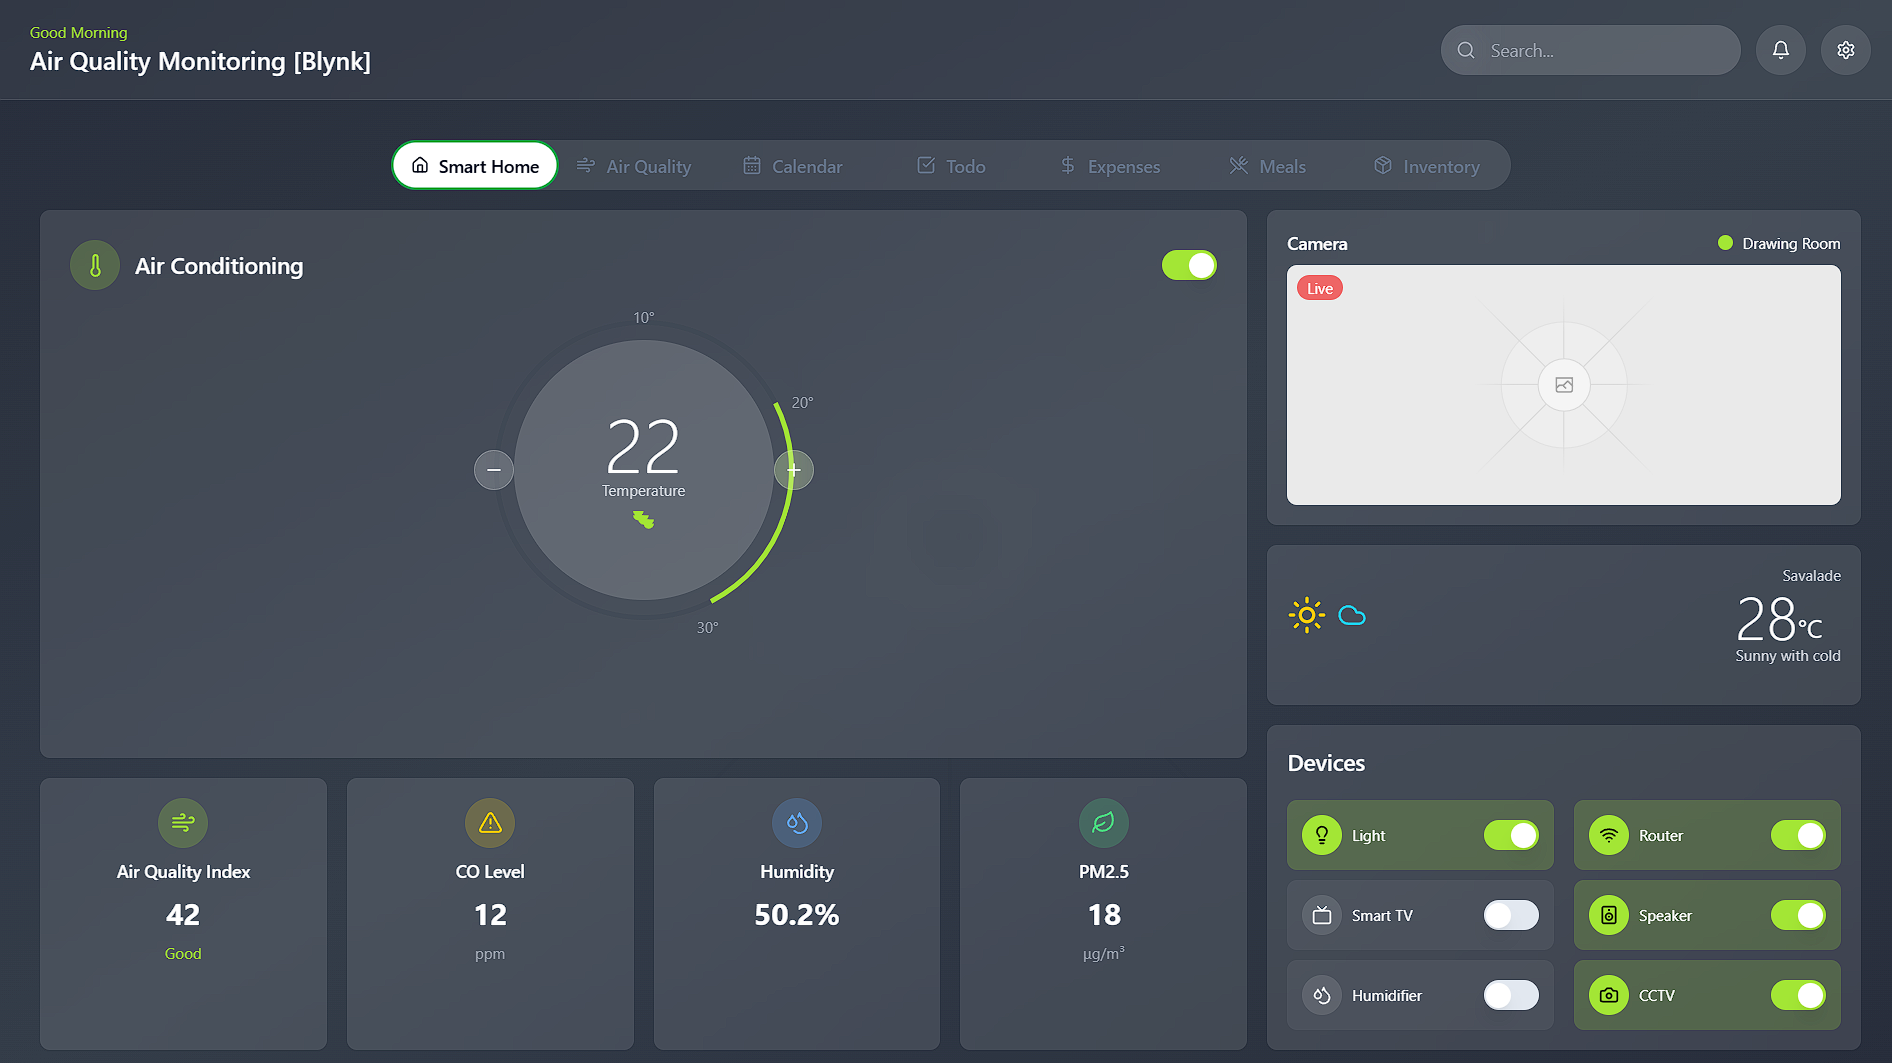 Good Morning
Air Quality Monitoring [Blynk]
Search...
Smart Home
Air Quality
Calendar
Todo
Expenses
Meals
Inventory
Air Conditioning
10°
20°
22
Temperature
30°
Camera
Drawing Room
Live
Savalade
28°C
Sunny with cold
Air Quality Index
42
Good
CO Level
12
ppm
Humidity
50.2%
PM2.5
18
µg/m³
Devices
Light
Router
Smart TV
Speaker
Humidifier
CCTV